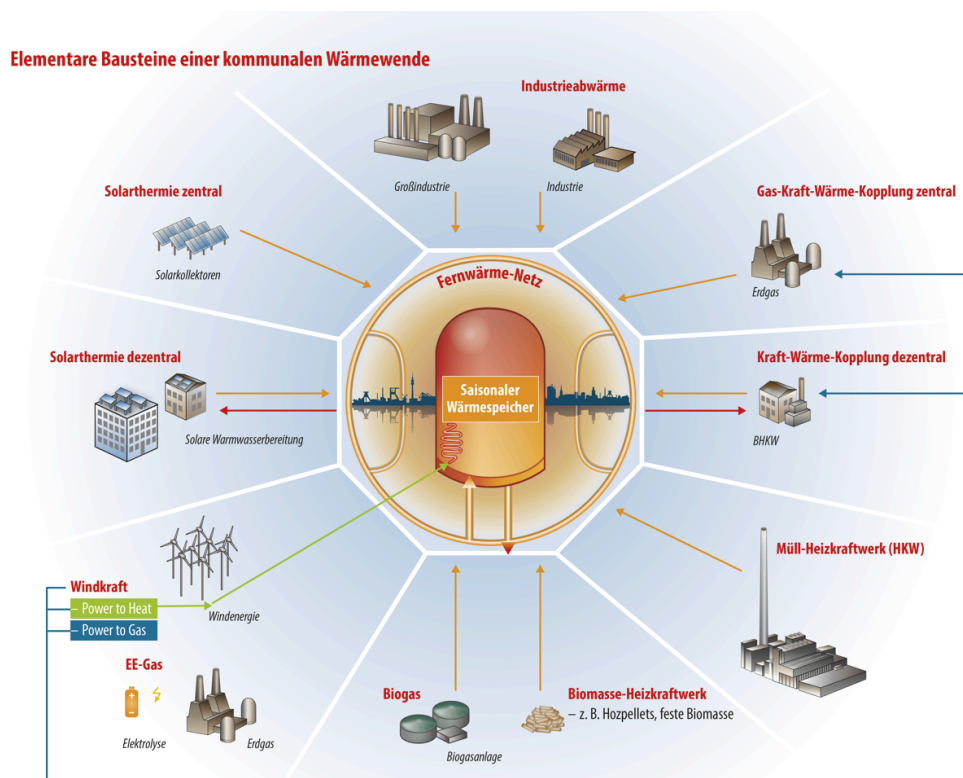 Elementare Bausteine einer kommunalen Wärmewende
Industrieabwärme
Großindustrie
Industrie
Solarthermie zentral
Solarkollektoren
Gas-Kraft-Wärme-Kopplung zentral
Erdgas
Fernwärme-Netz
Saisonaler
Wärmespeicher
Solarthermie dezentral
Solare Warmwasserbereitung
Kraft-Wärme-Kopplung dezentral
BHKW
Müll-Heizkraftwerk (HKW)
Windkraft
– Power to Heat
– Power to Gas
Windenergie
EE-Gas
Elektrolyse
Erdgas
Biogas
Biogasanlage
Biomasse-Heizkraftwerk
– z. B. Hozpellets, feste Biomasse